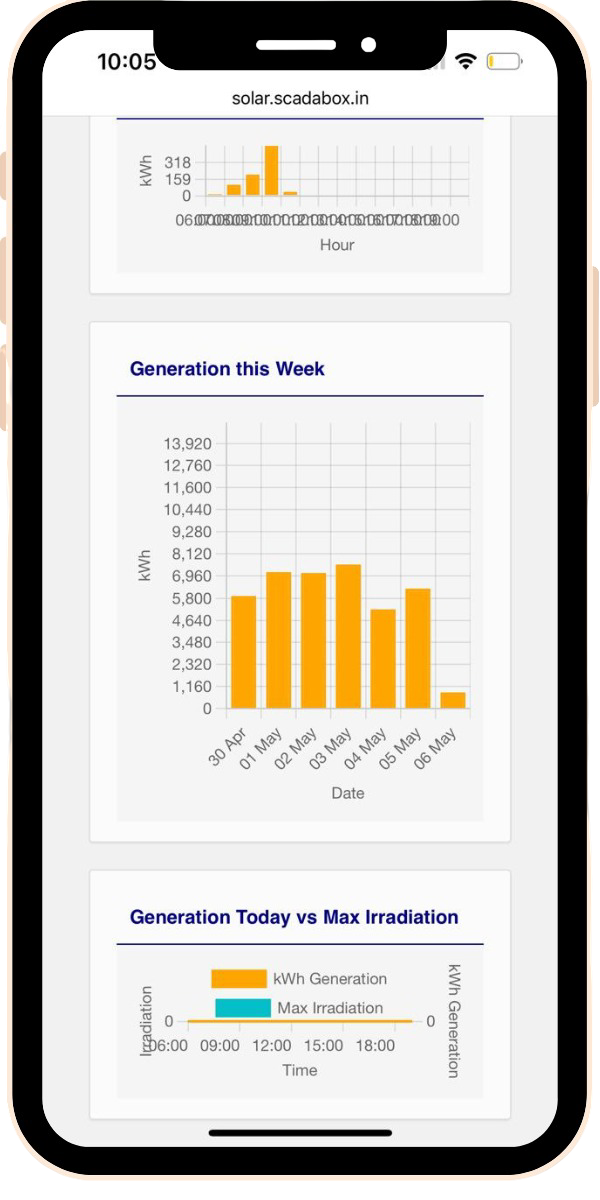 10:05
solar.scadabox.in
kWh
318
159
0
Hour
Generation this Week
kWh
13,920
12,760
11,600
10,440
9,280
8,120
6,960
5,800
4,640
3,480
2,320
1,160
0
30 Apr 01 May 02 May 03 May 04 May 05 May 06 May
Date
Generation Today vs Max Irradiation
kWh Generation
Max Irradiation
Irradiation
0 0
kWh Generation
06:00 09:00 12:00 15:00 18:00
Time